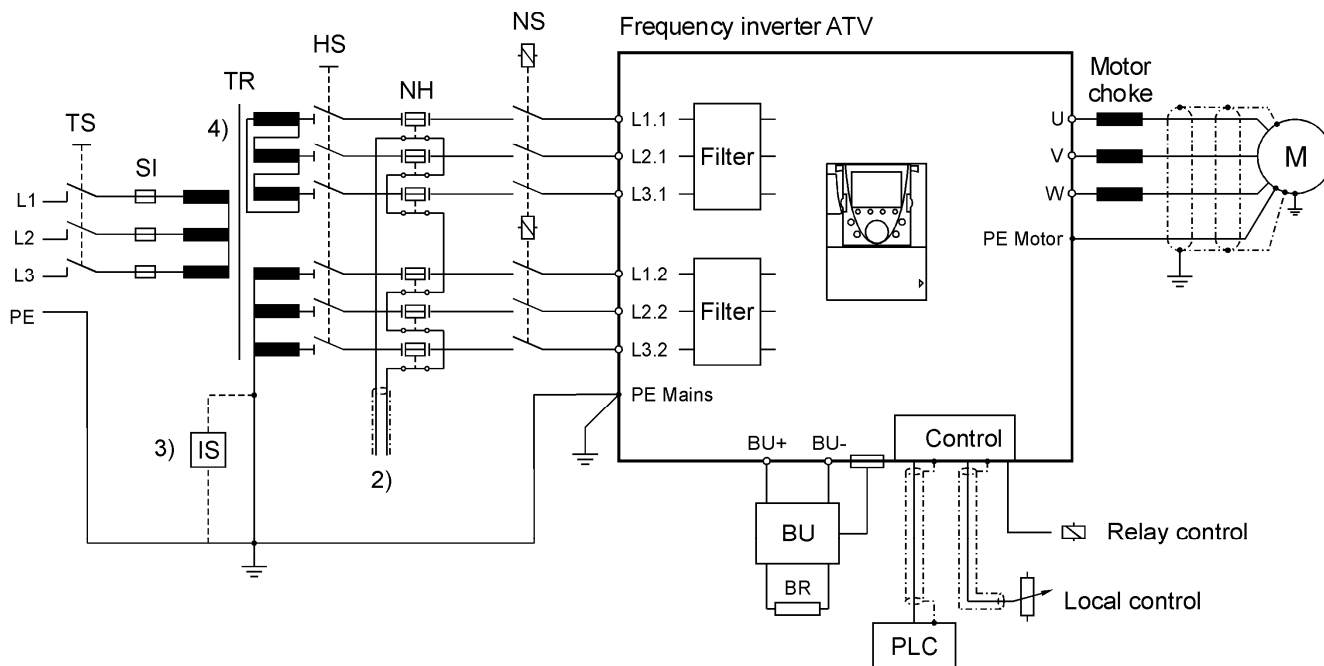 Frequency inverter ATV
NS
HS
NH
TR
4)
TS
SI
L1
L2
L3
PE
L1.1
L2.1
L3.1
Filter
L1.2
L2.2
L3.2
Filter
PE Mains
Motor
choke
U
V
W
PE Motor
M
3)
IS
2)
BU+
BU-
Control
BU
BR
PLC
Relay control
Local control